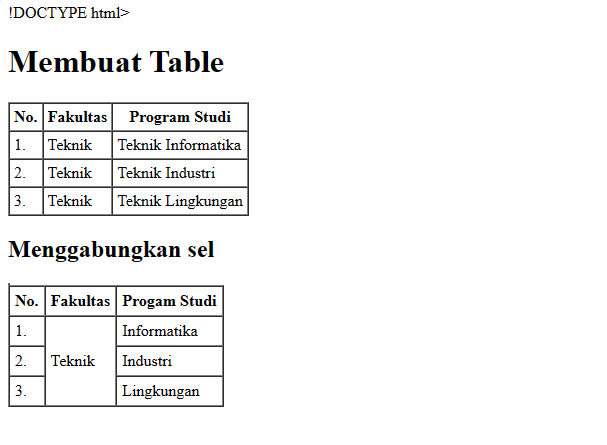 !DOCTYPE html>
Membuat Table
No. Fakultas Program Studi
1. Teknik Teknik Informatika
2. Teknik Teknik Industri
3. Teknik Teknik Lingkungan
Menggabungkan sel
No. Fakultas Progam Studi
1. Informatika
2. Teknik Industri
3. Lingkungan